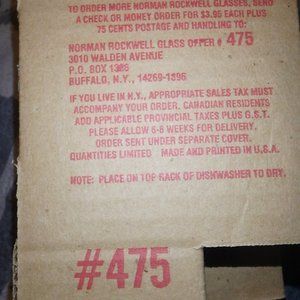 TO ORDER MORE NORMAN ROCKWELL GLASSES, SEND
A CHECK OR MONEY ORDER FOR $3.95 EACH PLUS
75 CENTS POSTAGE AND HANDLING TO:
NORMAN ROCKWELL GLASS OFFER # 475
3010 WALDEN AVENUE
P.O. BOX
BUFFALO, N.Y., 14269-1396
IF YOU LIVE IN N.Y., APPROPRIATE SALES TAX MUST
ACCOMPANY YOUR ORDER. CANADIAN RESIDENTS
ADD APPLICABLE PROVINCIAL TAXES PLUS G.S.T.
PLEASE ALLOW 6-8 WEEKS FOR DELIVERY.
ORDER SENT UNDER SEPARATE COVER.
QUANTITIES LIMITED MADE AND PRINTED IN U.S.A.
NOTE: PLACE ON TOP RACK OF DISHWASHER TO DRY.
#475